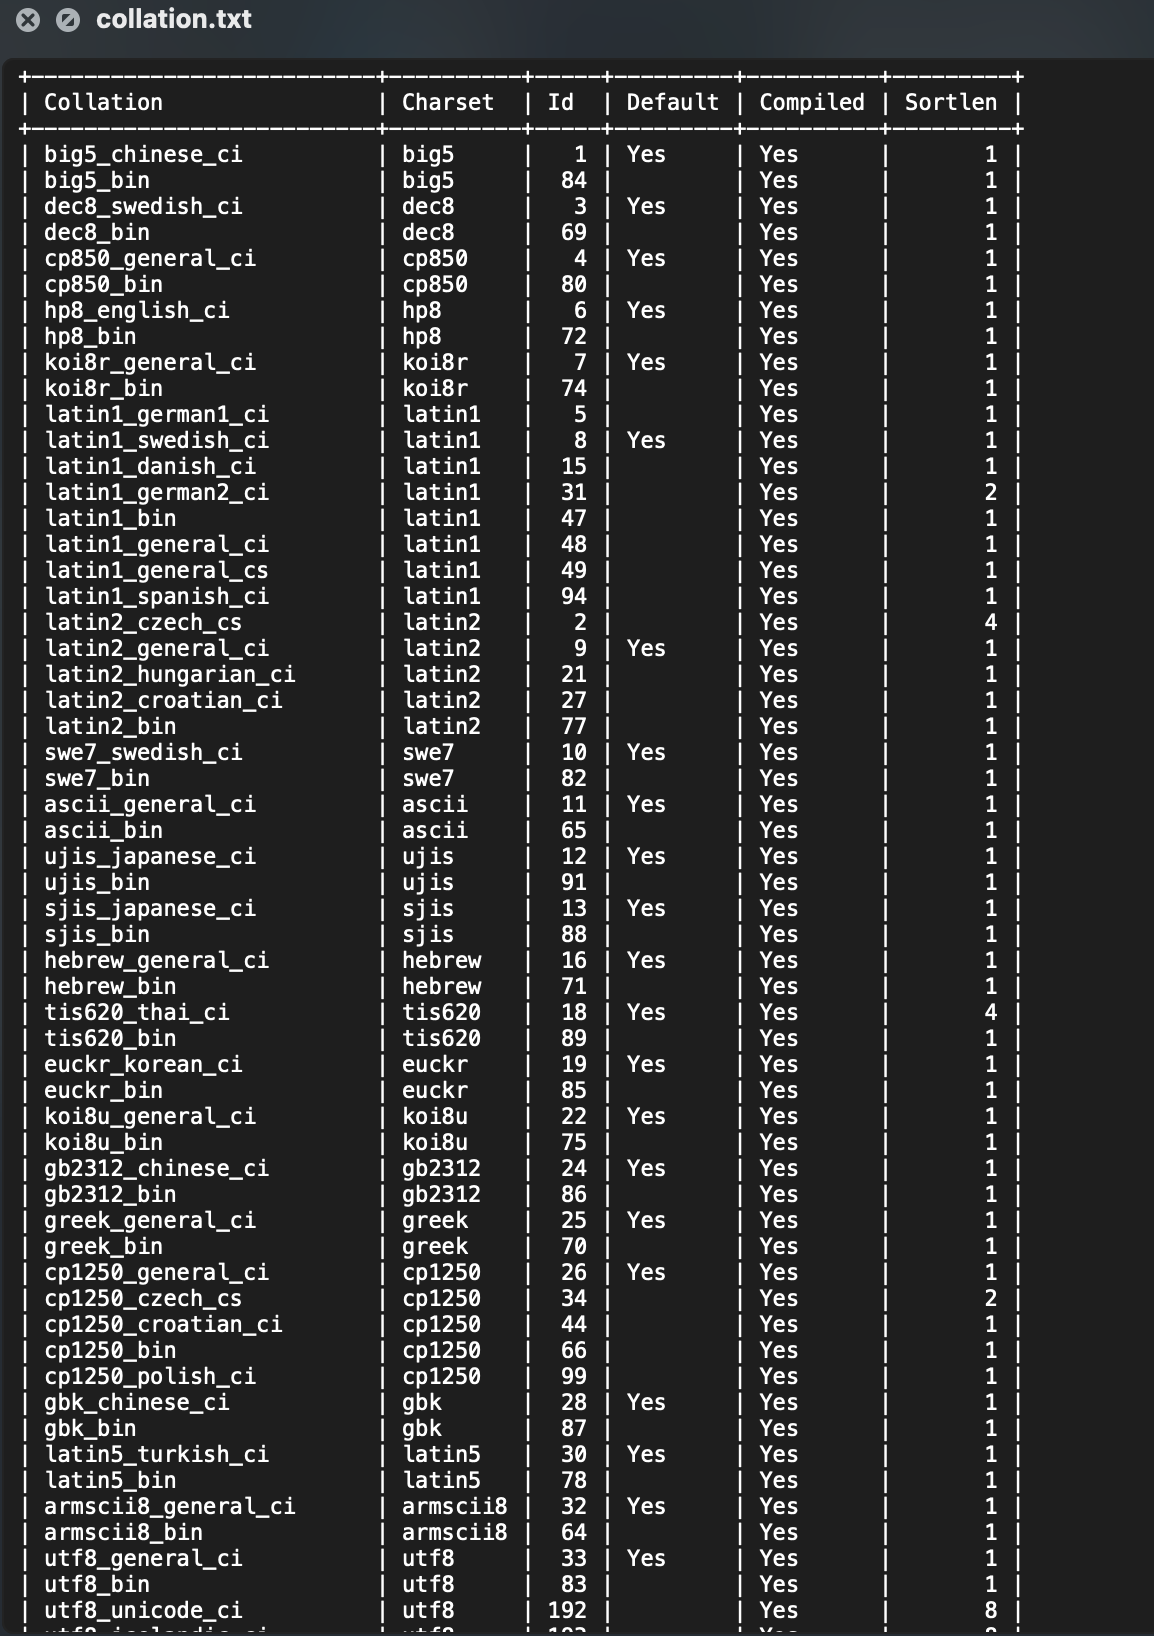 collation.txt
+--------------------------+----------+-----+---------+----------+---------+
| Collation                | Charset  | Id  | Default | Compiled | Sortlen |
+--------------------------+----------+-----+---------+----------+---------+
| big5_chinese_ci          | big5     |   1 | Yes     | Yes      |       1 |
| big5_bin                 | big5     |  84 |         | Yes      |       1 |
| dec8_swedish_ci          | dec8     |   3 | Yes     | Yes      |       1 |
| dec8_bin                 | dec8     |  69 |         | Yes      |       1 |
| cp850_general_ci         | cp850    |   4 | Yes     | Yes      |       1 |
| cp850_bin                | cp850    |  80 |         | Yes      |       1 |
| hp8_english_ci           | hp8      |   6 | Yes     | Yes      |       1 |
| hp8_bin                  | hp8      |  72 |         | Yes      |       1 |
| koi8r_general_ci         | koi8r    |   7 | Yes     | Yes      |       1 |
| koi8r_bin                | koi8r    |  74 |         | Yes      |       1 |
| latin1_german1_ci        | latin1   |   5 |         | Yes      |       1 |
| latin1_swedish_ci        | latin1   |   8 | Yes     | Yes      |       1 |
| latin1_danish_ci         | latin1   |  15 |         | Yes      |       1 |
| latin1_german2_ci        | latin1   |  31 |         | Yes      |       2 |
| latin1_bin               | latin1   |  47 |         | Yes      |       1 |
| latin1_general_ci        | latin1   |  48 |         | Yes      |       1 |
| latin1_general_cs        | latin1   |  49 |         | Yes      |       1 |
| latin1_spanish_ci        | latin1   |  94 |         | Yes      |       1 |
| latin2_czech_cs          | latin2   |   2 |         | Yes      |       4 |
| latin2_general_ci        | latin2   |   9 | Yes     | Yes      |       1 |
| latin2_hungarian_ci      | latin2   |  21 |         | Yes      |       1 |
| latin2_croatian_ci       | latin2   |  27 |         | Yes      |       1 |
| latin2_bin               | latin2   |  77 |         | Yes      |       1 |
| swe7_swedish_ci          | swe7     |  10 | Yes     | Yes      |       1 |
| swe7_bin                 | swe7     |  82 |         | Yes      |       1 |
| ascii_general_ci         | ascii    |  11 | Yes     | Yes      |       1 |
| ascii_bin                | ascii    |  65 |         | Yes      |       1 |
| ujis_japanese_ci         | ujis     |  12 | Yes     | Yes      |       1 |
| ujis_bin                 | ujis     |  91 |         | Yes      |       1 |
| sjis_japanese_ci         | sjis     |  13 | Yes     | Yes      |       1 |
| sjis_bin                 | sjis     |  88 |         | Yes      |       1 |
| hebrew_general_ci        | hebrew   |  16 | Yes     | Yes      |       1 |
| hebrew_bin               | hebrew   |  71 |         | Yes      |       1 |
| tis620_thai_ci           | tis620   |  18 | Yes     | Yes      |       4 |
| tis620_bin               | tis620   |  89 |         | Yes      |       1 |
| euckr_korean_ci          | euckr    |  19 | Yes     | Yes      |       1 |
| euckr_bin                | euckr    |  85 |         | Yes      |       1 |
| koi8u_general_ci         | koi8u    |  22 | Yes     | Yes      |       1 |
| koi8u_bin                | koi8u    |  75 |         | Yes      |       1 |
| gb2312_chinese_ci        | gb2312   |  24 | Yes     | Yes      |       1 |
| gb2312_bin               | gb2312   |  86 |         | Yes      |       1 |
| greek_general_ci         | greek    |  25 | Yes     | Yes      |       1 |
| greek_bin                | greek    |  70 |         | Yes      |       1 |
| cp1250_general_ci        | cp1250   |  26 | Yes     | Yes      |       1 |
| cp1250_czech_cs          | cp1250   |  34 |         | Yes      |       2 |
| cp1250_croatian_ci       | cp1250   |  44 |         | Yes      |       1 |
| cp1250_bin               | cp1250   |  66 |         | Yes      |       1 |
| cp1250_polish_ci         | cp1250   |  99 |         | Yes      |       1 |
| gbk_chinese_ci           | gbk      |  28 | Yes     | Yes      |       1 |
| gbk_bin                  | gbk      |  87 |         | Yes      |       1 |
| latin5_turkish_ci        | latin5   |  30 | Yes     | Yes      |       1 |
| latin5_bin               | latin5   |  78 |         | Yes      |       1 |
| armscii8_general_ci      | armscii8 |  32 | Yes     | Yes      |       1 |
| armscii8_bin             | armscii8 |  64 |         | Yes      |       1 |
| utf8_general_ci          | utf8     |  33 | Yes     | Yes      |       1 |
| utf8_bin                 | utf8     |  83 |         | Yes      |       1 |
| utf8_unicode_ci          | utf8     | 192 |         | Yes      |       8 |